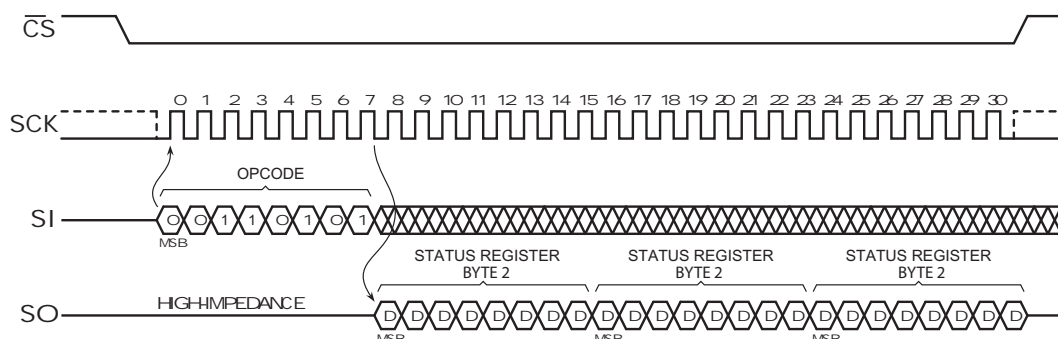 CS
0 1 2 3 4 5 6 7 8 9 10 11 12 13 14 15 16 17 18 19 20 21 22 23 24 25 26 27 28 29 30
SCK
OPCODE
SI 0 0 1 1 0 1 0 1
MSB
STATUS REGISTER BYTE 2
STATUS REGISTER BYTE 2
STATUS REGISTER BYTE 2
HIGH-IMPEDANCE
SO D D D D D D D D D D D D D D D D D D D D D D D D
MSB MSB MSB